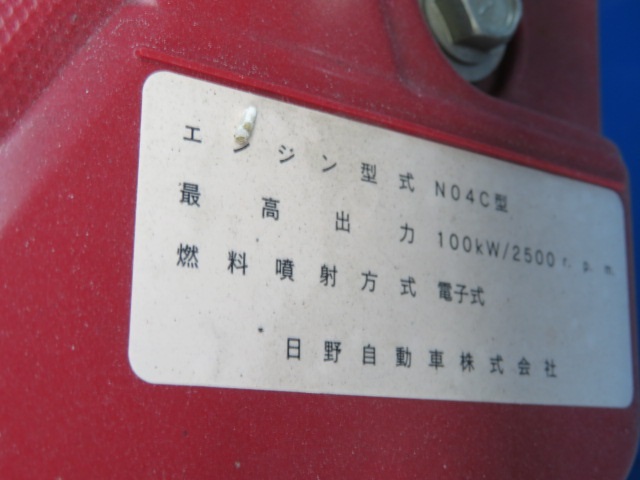 エンジン型式 N04C型
最高出力 100kW/2500r.p.m.
燃料噴射方式 電子式
日野自動車株式会社